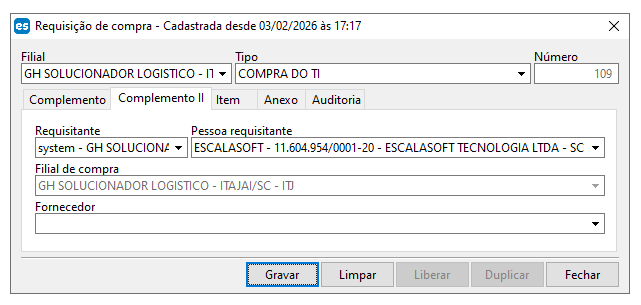 es Requisição de compra - Cadastrada desde 03/02/2026 às 17:17
Filial Tipo Número
GH SOLUCIONADOR LOGISTICO - IT COMPRA DO TI 109
Complemento Complemento II Item Anexo Auditoria
Requisitante Pessoa requisitante
system - GH SOLUCIONA ESCALASOFT - 11.604.954/0001-20 - ESCALASOFT TECNOLOGIA LTDA - SC
Filial de compra
GH SOLUCIONADOR LOGISTICO - ITAJAI/SC - ITJ
Fornecedor
Gravar Limpar Liberar Duplicar Fechar